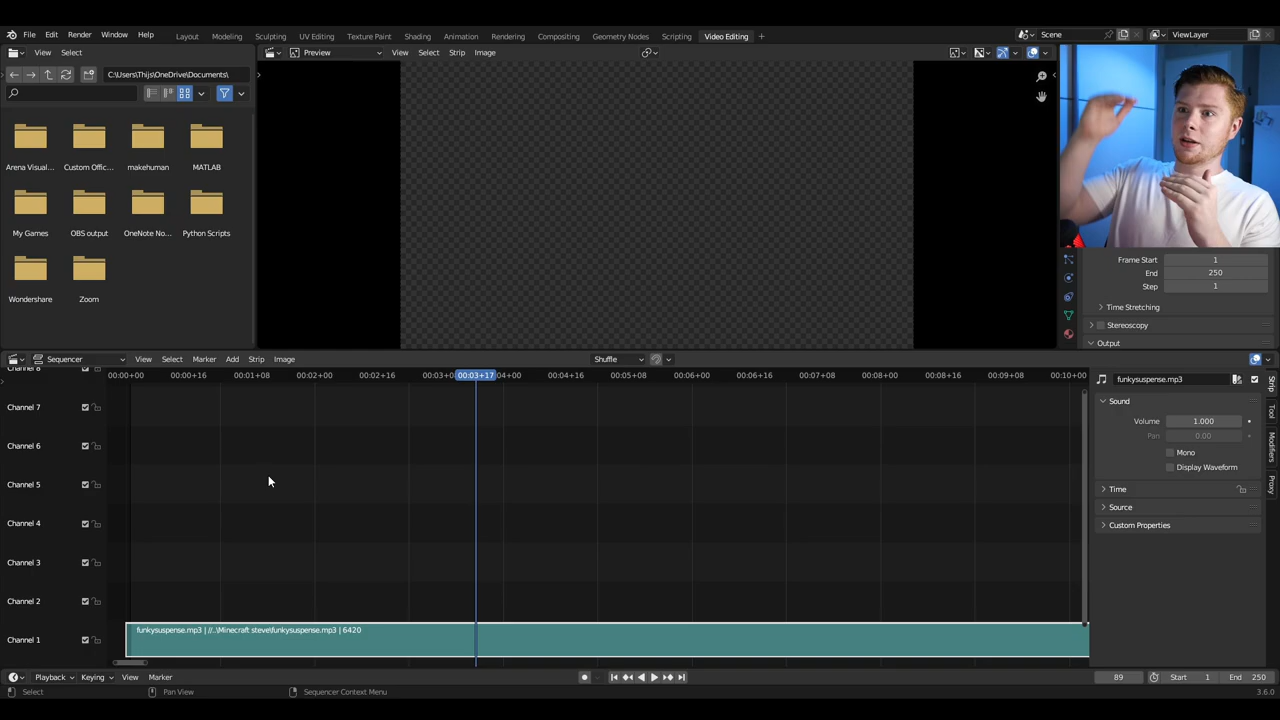 File Edit Render Window Help Layout Modeling Sculpting UV Editing Texture Paint Shading Animation Rendering Compositing Geometry Nodes Scripting Video Editing Scene ViewLayer
View Select Preview View Select Strip Image
C:\Users\Thijs\OneDrive\Documents\
Arena Visual... Custom Offic... makehuman MATLAB
My Games OBS output OneNote No... Python Scripts
Wondershare Zoom
Frame Start 1
End 250
Step 1
Time Stretching
Stereoscopy
Output
Sequencer View Select Marker Add Strip Image Shuffle
00:00+00 00:00+16 00:01+08 00:02+00 00:02+16 00:03+17 00:04+16 00:05+08 00:06+00 00:06+16 00:07+08 00:08+00 00:08+16 00:09+08 00:10+00
Channel 8
Channel 7
Channel 6
Channel 5
Channel 4
Channel 3
Channel 2
Channel 1
funkysuspense.mp3 | //..\Minecraft steve\funkysuspense.mp3 | 6420
funkysuspense.mp3
Sound
Volume 1.000
Pan 0.00
Mono
Display Waveform
Time
Source
Custom Properties
Strip
Tool
Modifiers
Proxy
Playback Keying View Marker 89 Start 1 End 250
Select Pan View Sequencer Context Menu 3.6.0